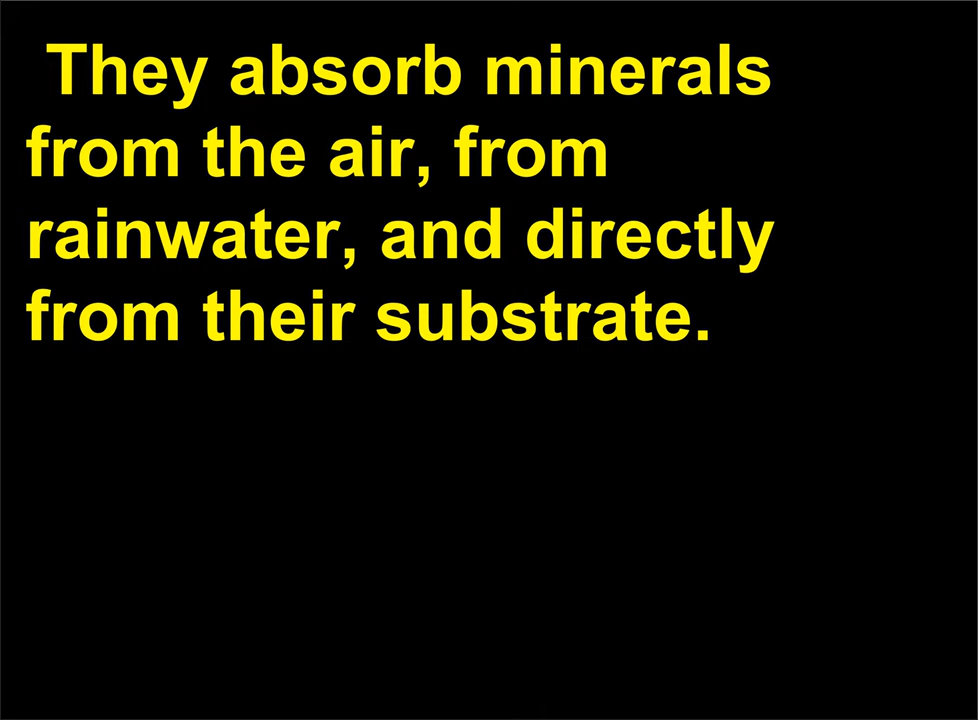 They absorb minerals
from the air, from
rainwater, and directly
from their substrate.